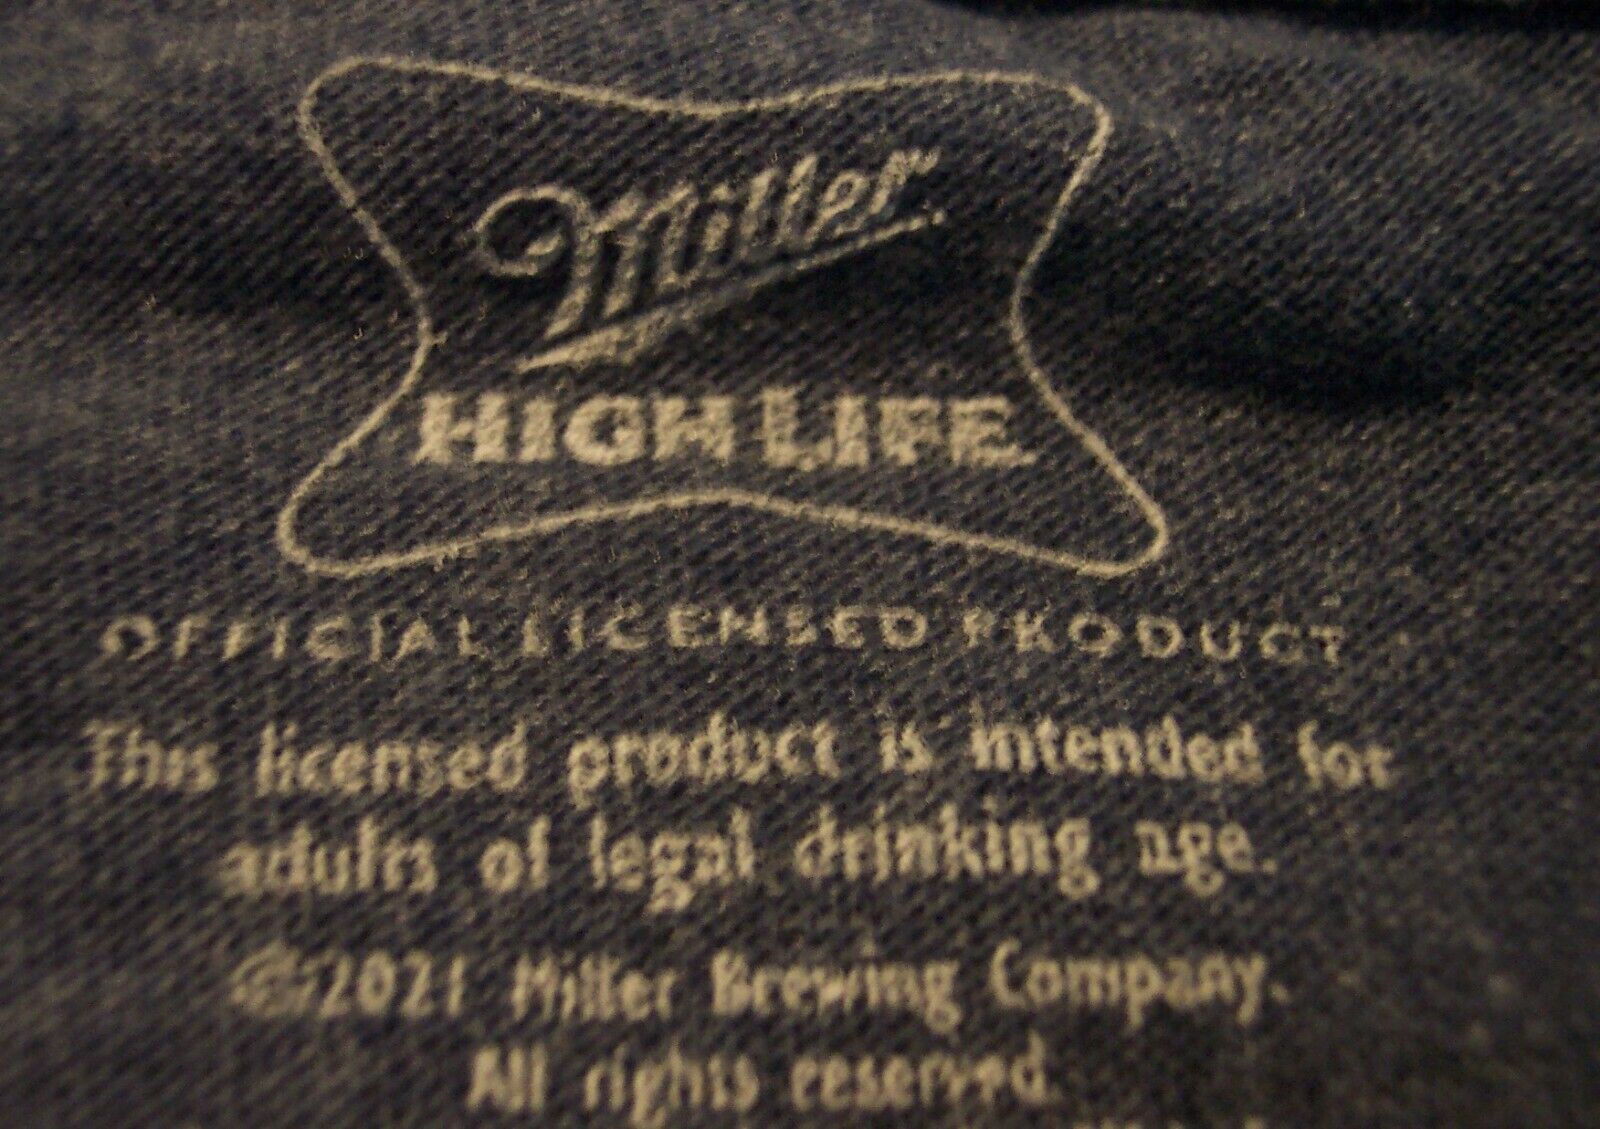 Miller
HIGH LIFE
OFFICIAL LICENSED PRODUCT
This licensed product is intended for
adults of legal drinking age.
©2021 Miller Brewing Company.
All rights reserved.